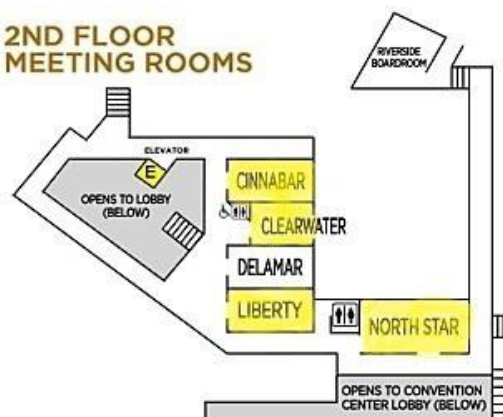 2ND FLOOR
MEETING ROOMS
RIVERSIDE
BOARDROOM
ELEVATOR
E
OPENS TO LOBBY
(BELOW)
CINNABAR
CLEARWATER
DELAMAR
LIBERTY
NORTH STAR
OPENS TO CONVENTION
CENTER LOBBY (BELOW)